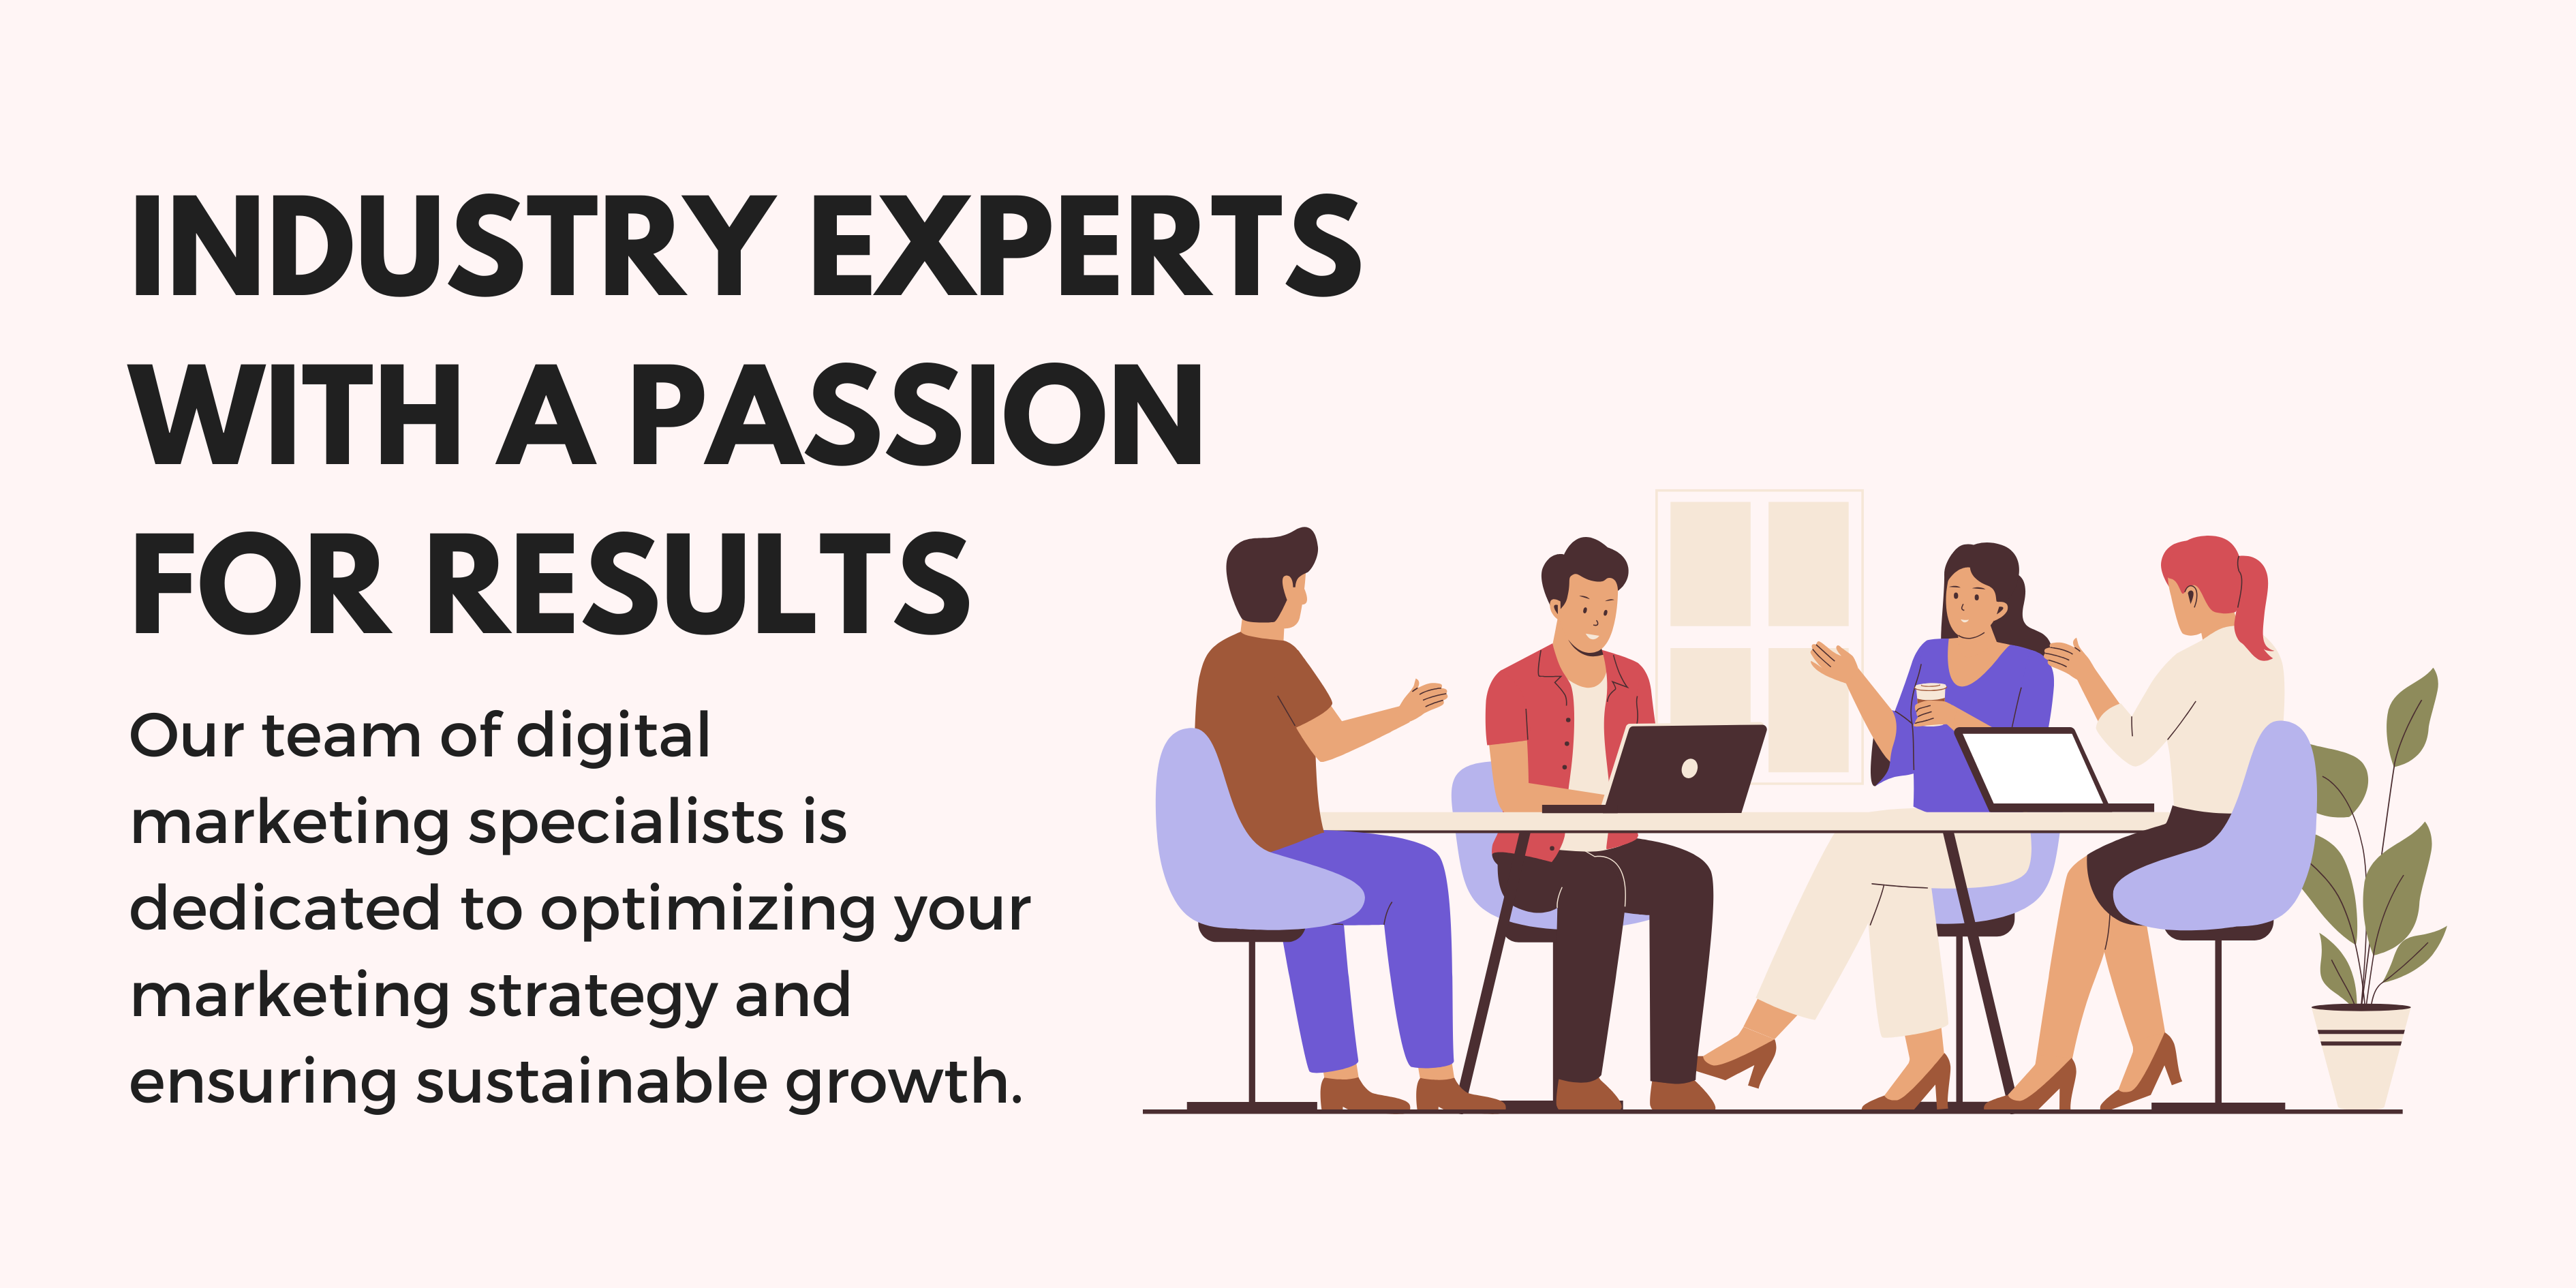 INDUSTRY EXPERTS
WITH A PASSION
FOR RESULTS
Our team of digital
marketing specialists is
dedicated to optimizing your
marketing strategy and
ensuring sustainable growth.